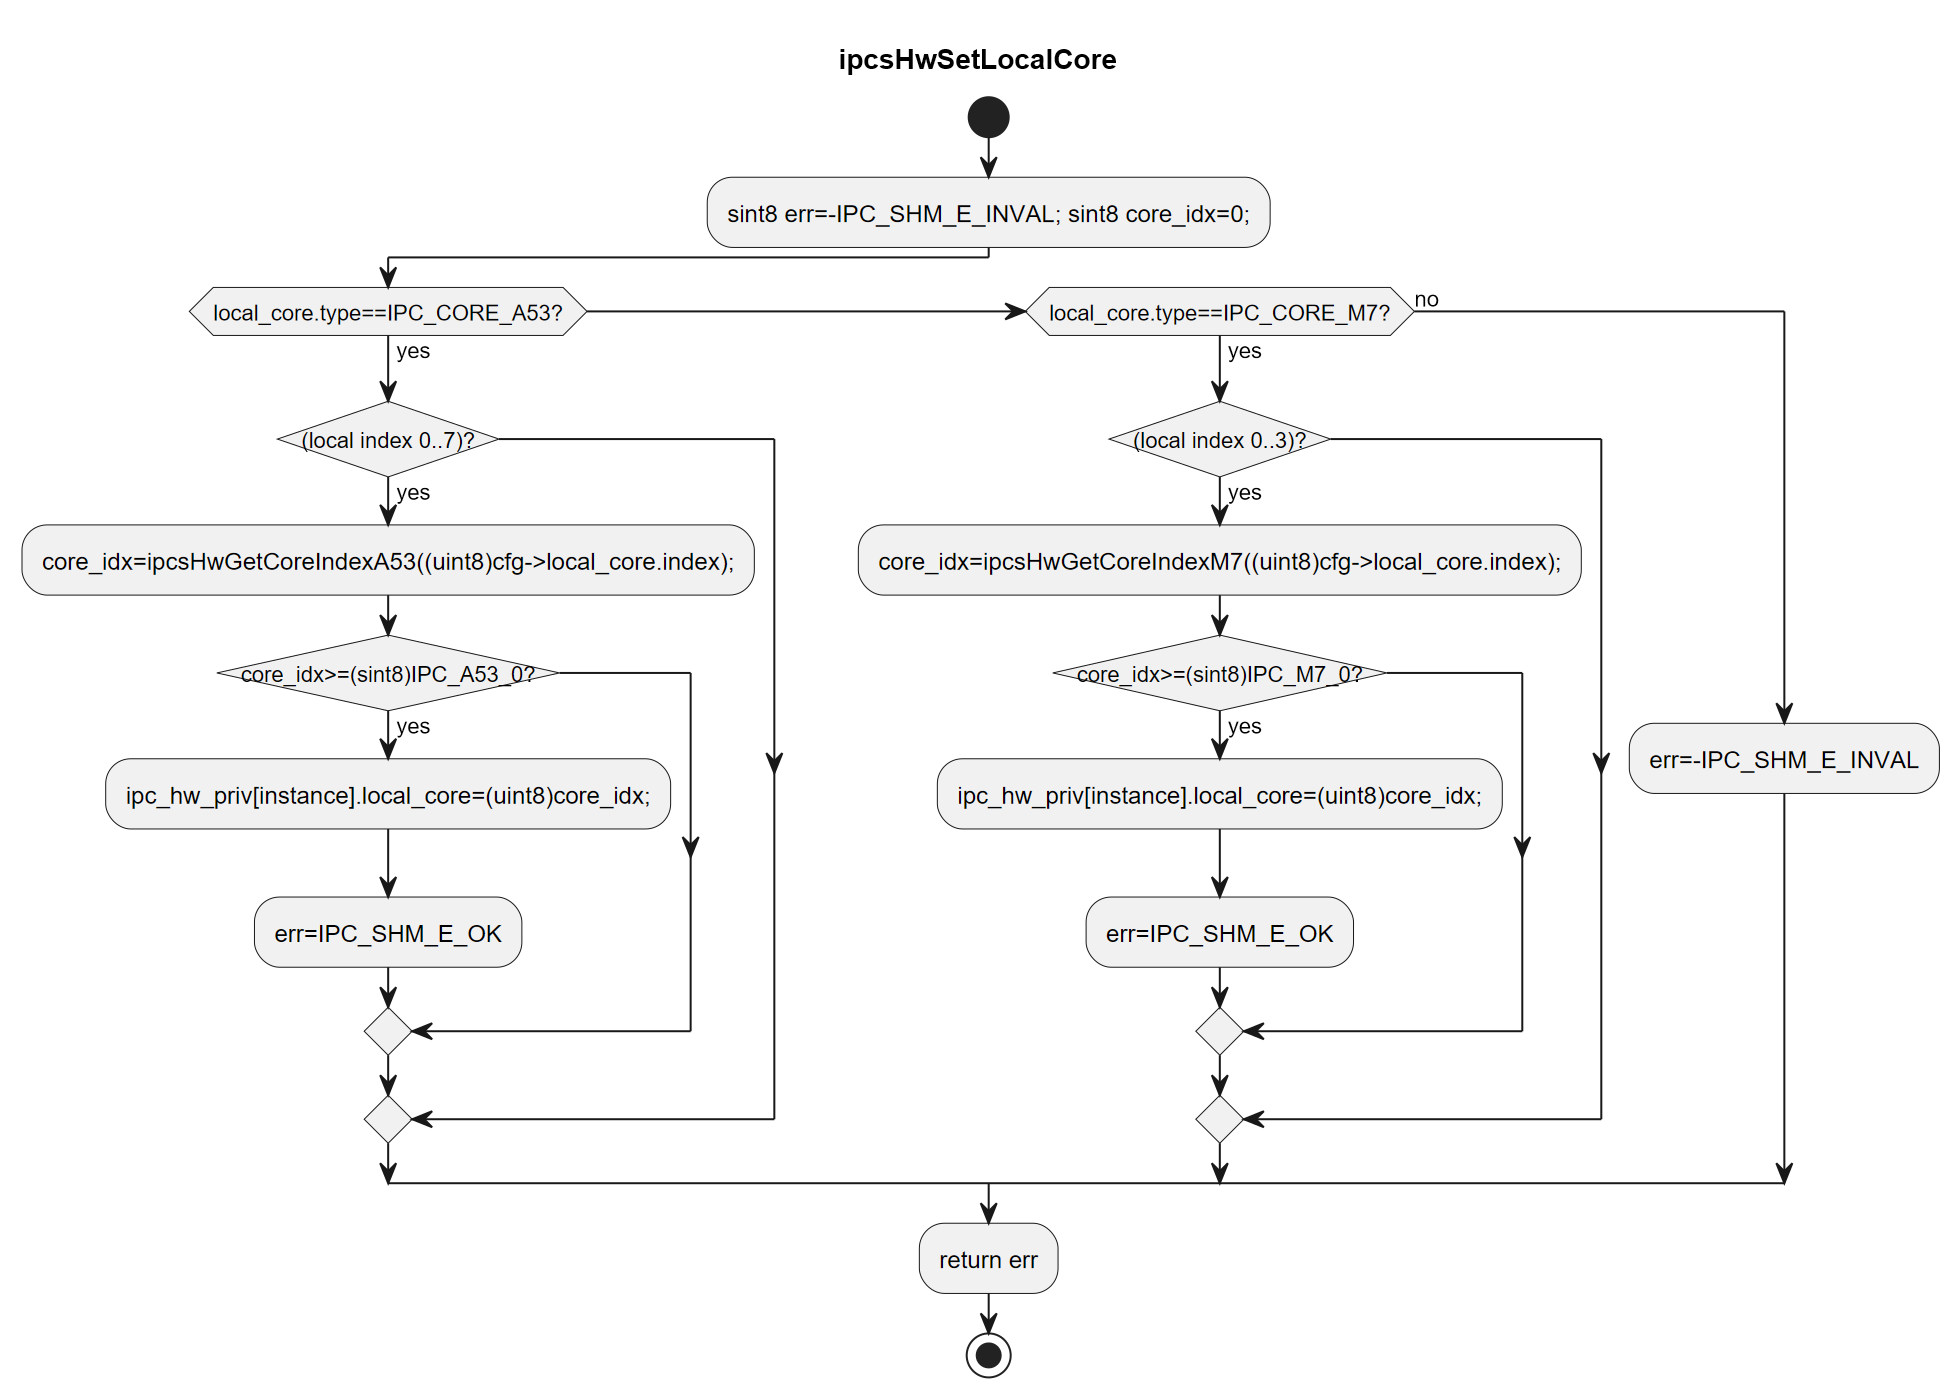 ipcsHwSetLocalCore
sint8 err=-IPC_SHM_E_INVAL; sint8 core_idx=0;
local_core.type==IPC_CORE_A53?
yes
(local index 0..7)?
yes
core_idx=ipcsHwGetCoreIndexA53((uint8)cfg->local_core.index);
core_idx>=(sint8)IPC_A53_0?
yes
ipc_hw_priv[instance].local_core=(uint8)core_idx;
err=IPC_SHM_E_OK
local_core.type==IPC_CORE_M7?
yes
(local index 0..3)?
yes
core_idx=ipcsHwGetCoreIndexM7((uint8)cfg->local_core.index);
core_idx>=(sint8)IPC_M7_0?
yes
ipc_hw_priv[instance].local_core=(uint8)core_idx;
err=IPC_SHM_E_OK
no
err=-IPC_SHM_E_INVAL
return err